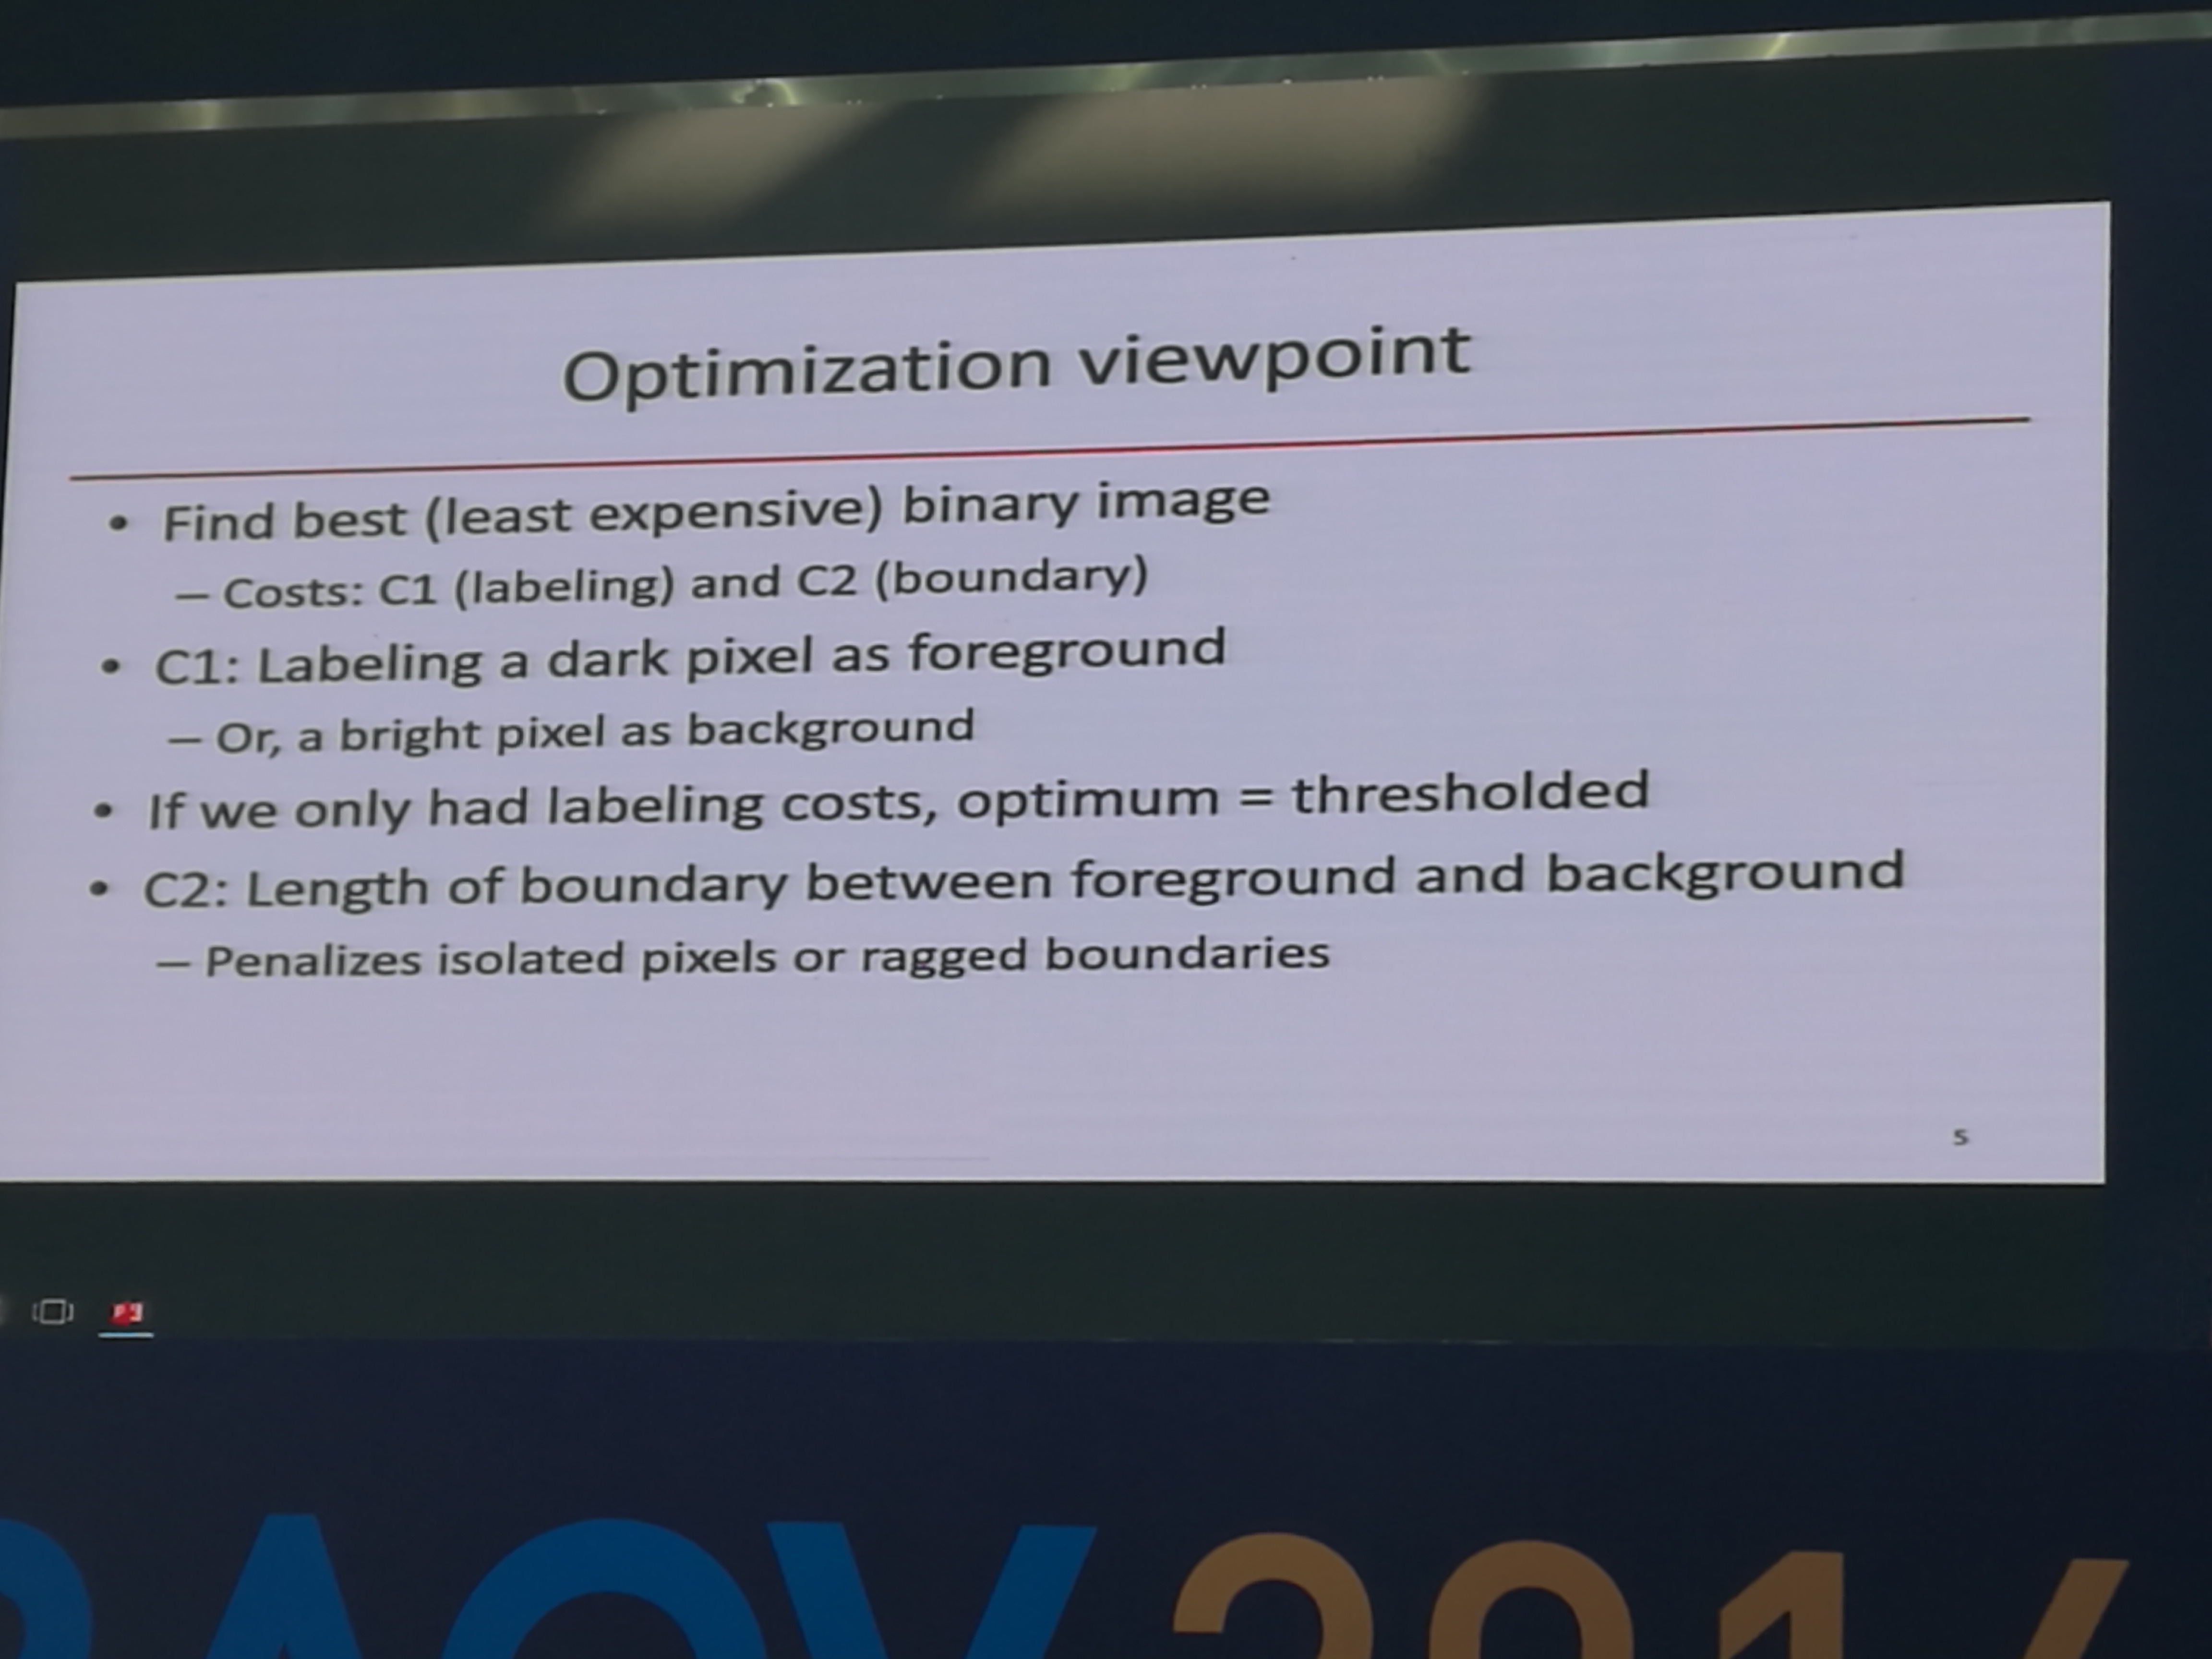 Optimization viewpoint
• Find best (least expensive) binary image
– Costs: C1 (labeling) and C2 (boundary)
• C1: Labeling a dark pixel as foreground
– Or, a bright pixel as background
• If we only had labeling costs, optimum = thresholded
• C2: Length of boundary between foreground and background
– Penalizes isolated pixels or ragged boundaries
5